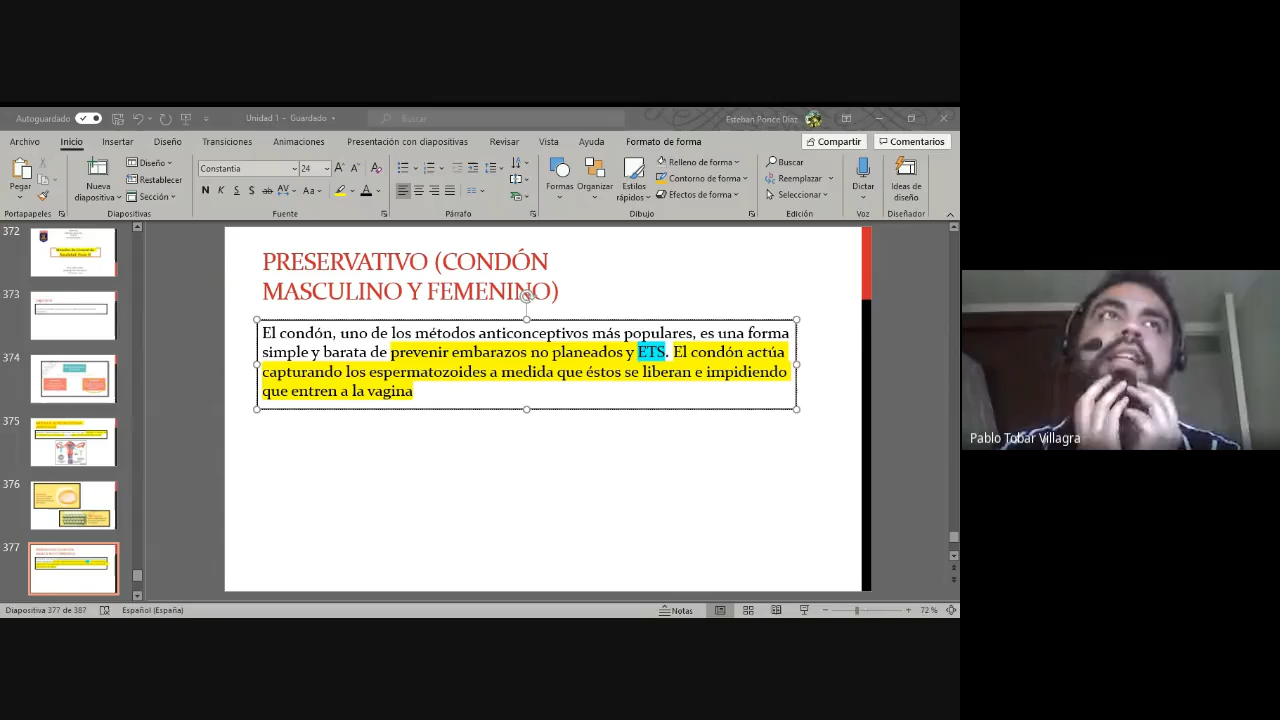 Autoguardado
Unidad 1 - Guardado
Buscar
Esteban Ponce Díaz
Archivo Inicio Insertar Diseño Transiciones Animaciones Presentación con diapositivas Revisar Vista Ayuda Formato de forma Compartir Comentarios
Pegar
Nueva diapositiva
Diseño
Restablecer
Sección
Constantia 24
N K S ab AV Aa A
Formas Organizar Estilos rápidos
Relleno de forma
Contorno de forma
Efectos de forma
Buscar
Reemplazar
Seleccionar
Dictar
Ideas de diseño
Portapapeles Diapositivas Fuente Párrafo Dibujo Edición Voz Diseñador
372
373
374
375
376
377
PRESERVATIVO (CONDÓN
MASCULINO Y FEMENINO)
El condón, uno de los métodos anticonceptivos más populares, es una forma
simple y barata de prevenir embarazos no planeados y ETS. El condón actúa
capturando los espermatozoides a medida que éstos se liberan e impidiendo
que entren a la vagina
Pablo Tobar Villagra
Diapositiva 377 de 387 Español (España) Notas 72 %